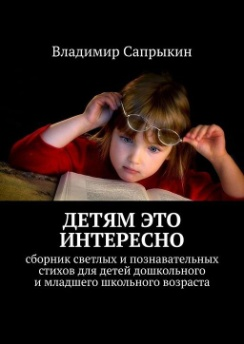 Владимир Сапрыкин
ДЕТЯМ ЭТО
ИНТЕРЕСНО
сборник светлых и познавательных
стихов для детей дошкольного
и младшего школьного возраста